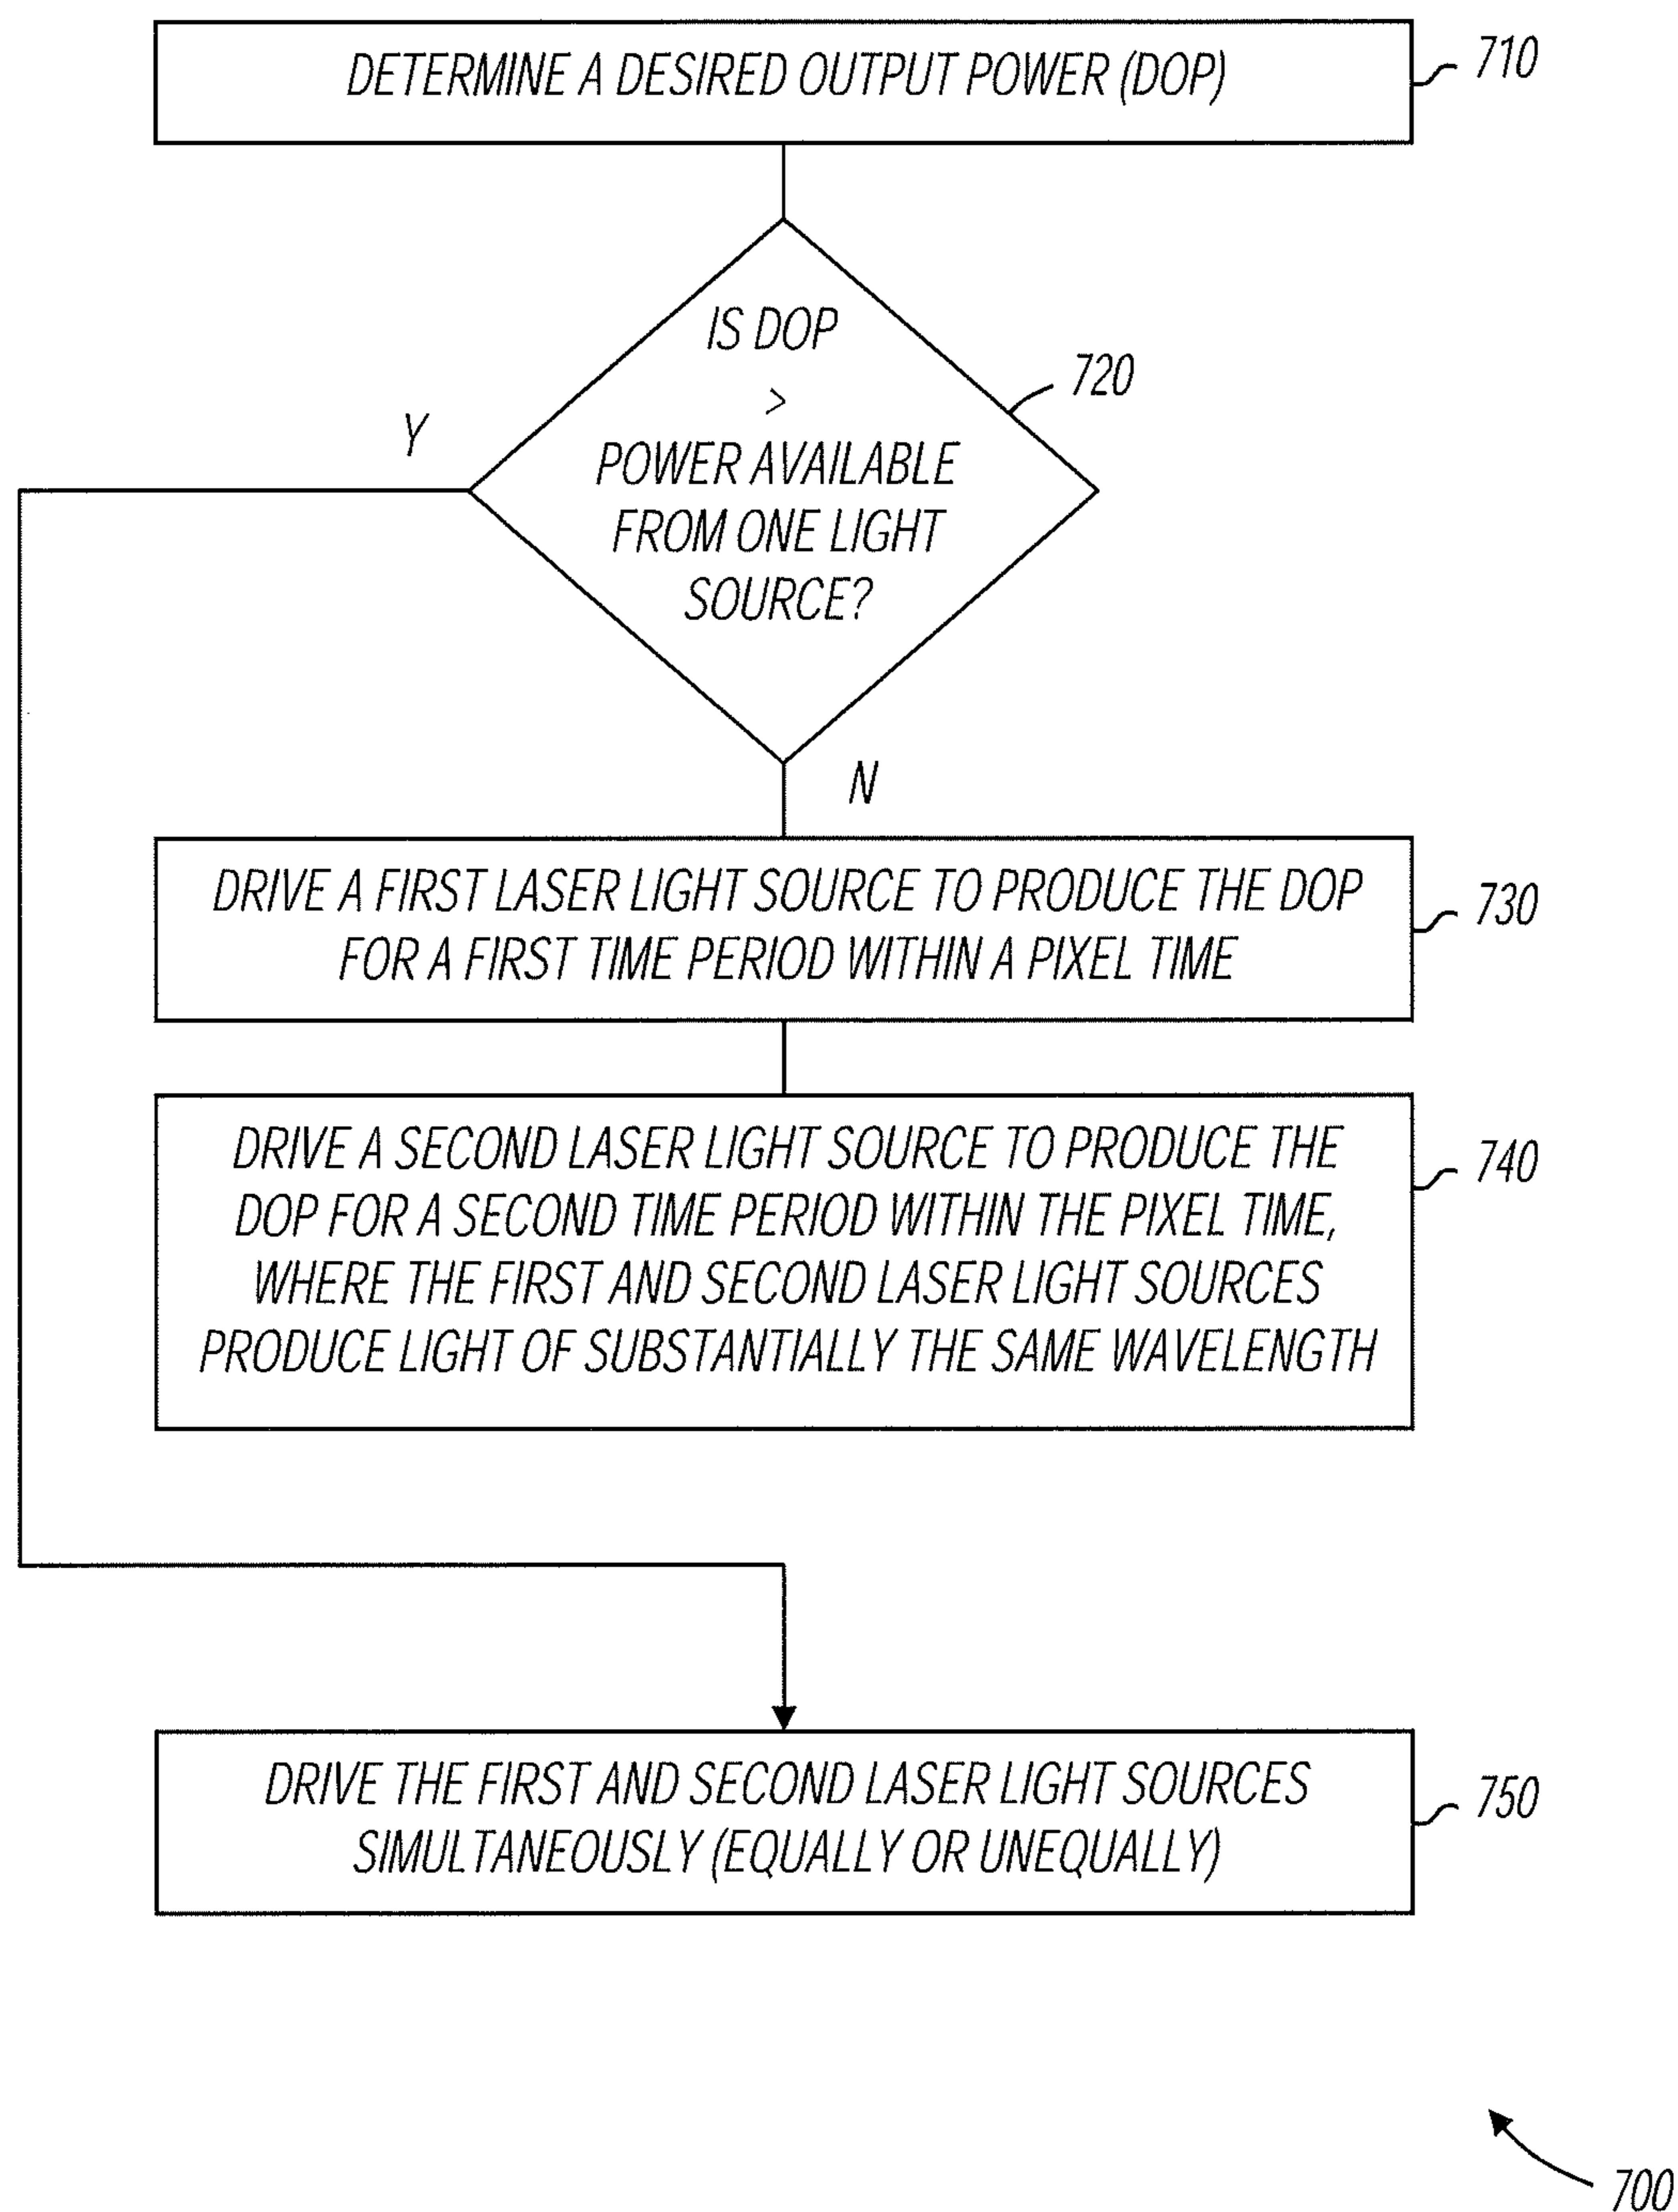 DETERMINE A DESIRED OUTPUT POWER (DOP)
710
IS DOP
>
POWER AVAILABLE
FROM ONE LIGHT
SOURCE?
720
Y
N
DRIVE A FIRST LASER LIGHT SOURCE TO PRODUCE THE DOP
FOR A FIRST TIME PERIOD WITHIN A PIXEL TIME
730
DRIVE A SECOND LASER LIGHT SOURCE TO PRODUCE THE
DOP FOR A SECOND TIME PERIOD WITHIN THE PIXEL TIME,
WHERE THE FIRST AND SECOND LASER LIGHT SOURCES
PRODUCE LIGHT OF SUBSTANTIALLY THE SAME WAVELENGTH
740
DRIVE THE FIRST AND SECOND LASER LIGHT SOURCES
SIMULTANEOUSLY (EQUALLY OR UNEQUALLY)
750
700